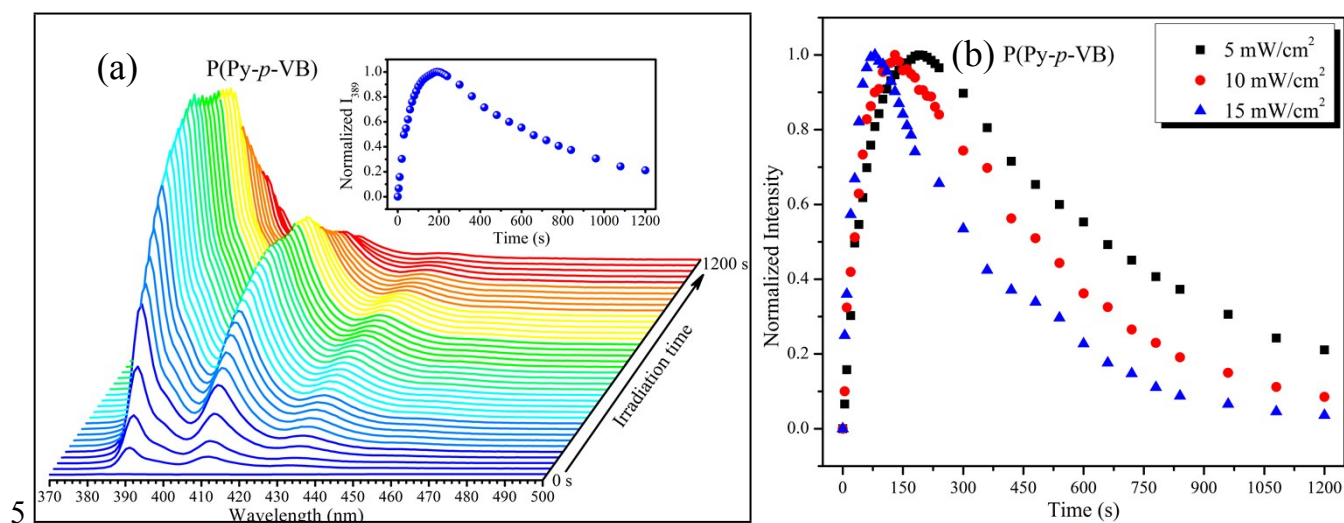 (a)
P(Py-p-VB)
Normalized I389
1.0
0.8
0.6
0.4
0.2
0.0
0 200 400 600 800 1000 1200
Time (s)
1200 s
Irradiation time
0 s
370 380 390 400 410 420 430 440 450 460 470 480 490 500
Wavelength (nm)
5
(b)
P(Py-p-VB)
5 mW/cm2
10 mW/cm2
15 mW/cm2
Normalized Intensity
1.0
0.8
0.6
0.4
0.2
0.0
0 150 300 450 600 750 900 1050 1200
Time (s)